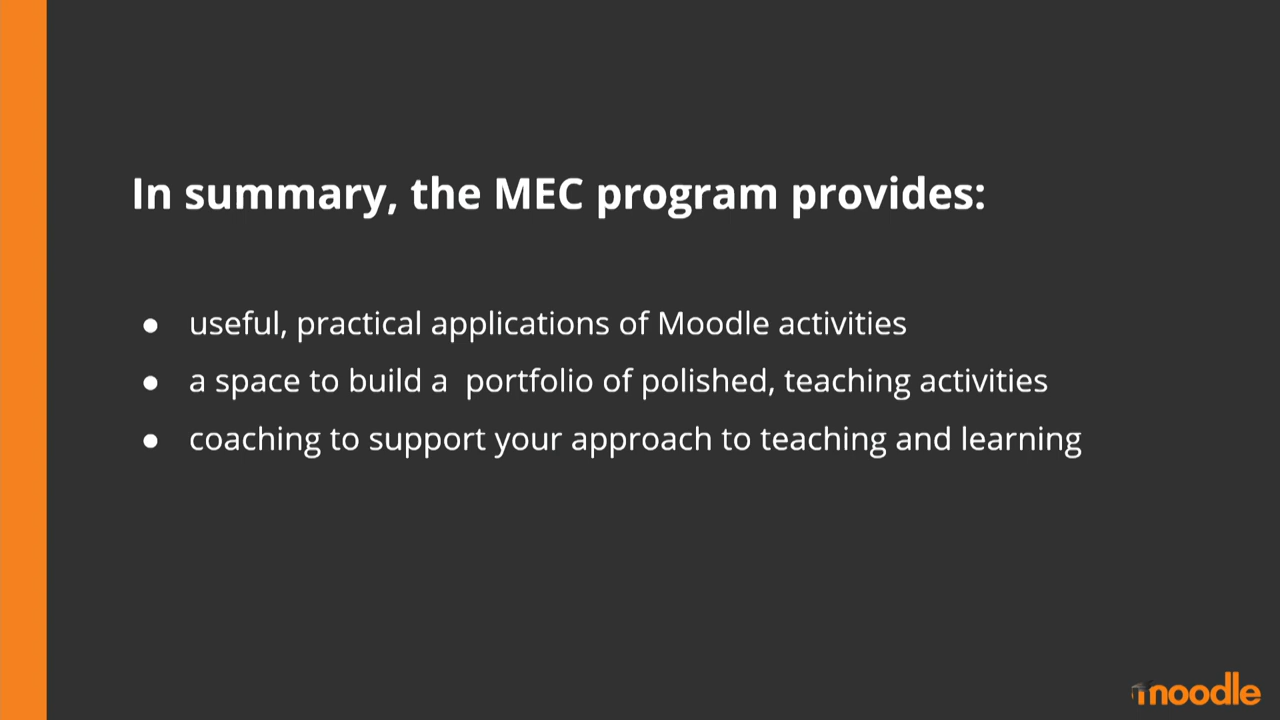 In summary, the MEC program provides:
● useful, practical applications of Moodle activities
● a space to build a  portfolio of polished, teaching activities
● coaching to support your approach to teaching and learning
moodle